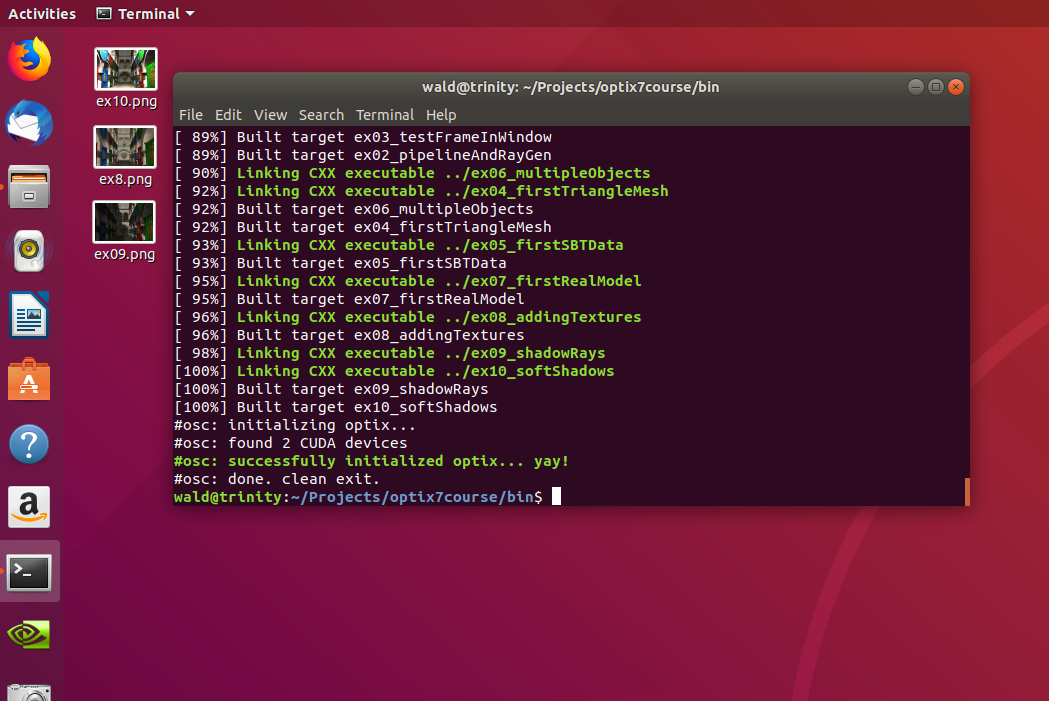 Activities
Terminal
ex10.png
ex8.png
ex09.png
wald@trinity: ~/Projects/optix7course/bin
File Edit View Search Terminal Help
[ 89%] Built target ex03_testFrameInWindow
[ 89%] Built target ex02_pipelineAndRayGen
[ 90%] Linking CXX executable ../ex06_multipleObjects
[ 92%] Linking CXX executable ../ex04_firstTriangleMesh
[ 92%] Built target ex06_multipleObjects
[ 92%] Built target ex04_firstTriangleMesh
[ 93%] Linking CXX executable ../ex05_firstSBTData
[ 93%] Built target ex05_firstSBTData
[ 95%] Linking CXX executable ../ex07_firstRealModel
[ 95%] Built target ex07_firstRealModel
[ 96%] Linking CXX executable ../ex08_addingTextures
[ 96%] Built target ex08_addingTextures
[ 98%] Linking CXX executable ../ex09_shadowRays
[100%] Linking CXX executable ../ex10_softShadows
[100%] Built target ex09_shadowRays
[100%] Built target ex10_softShadows
#osc: initializing optix...
#osc: found 2 CUDA devices
#osc: successfully initialized optix... yay!
#osc: done. clean exit.
wald@trinity:~/Projects/optix7course/bin$